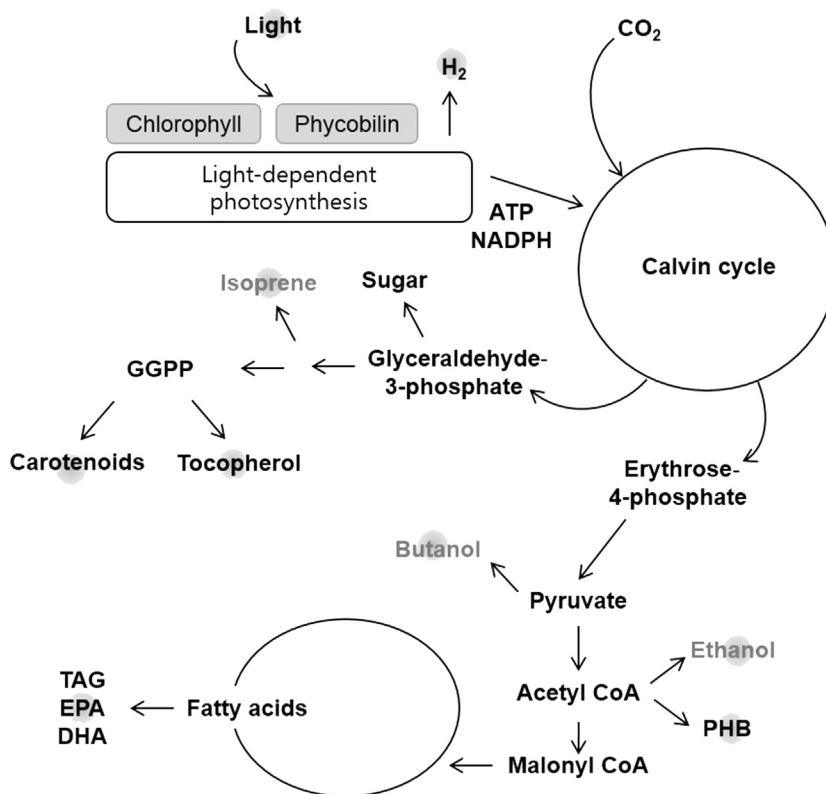 Light
CO2
H2
Chlorophyll
Phycobilin
Light-dependent
photosynthesis
ATP
NADPH
Calvin cycle
Isoprene
Sugar
GGPP
Glyceraldehyde-
3-phosphate
Carotenoids
Tocopherol
Erythrose-
4-phosphate
Butanol
Pyruvate
Ethanol
TAG
EPA
DHA
Fatty acids
Acetyl CoA
PHB
Malonyl CoA